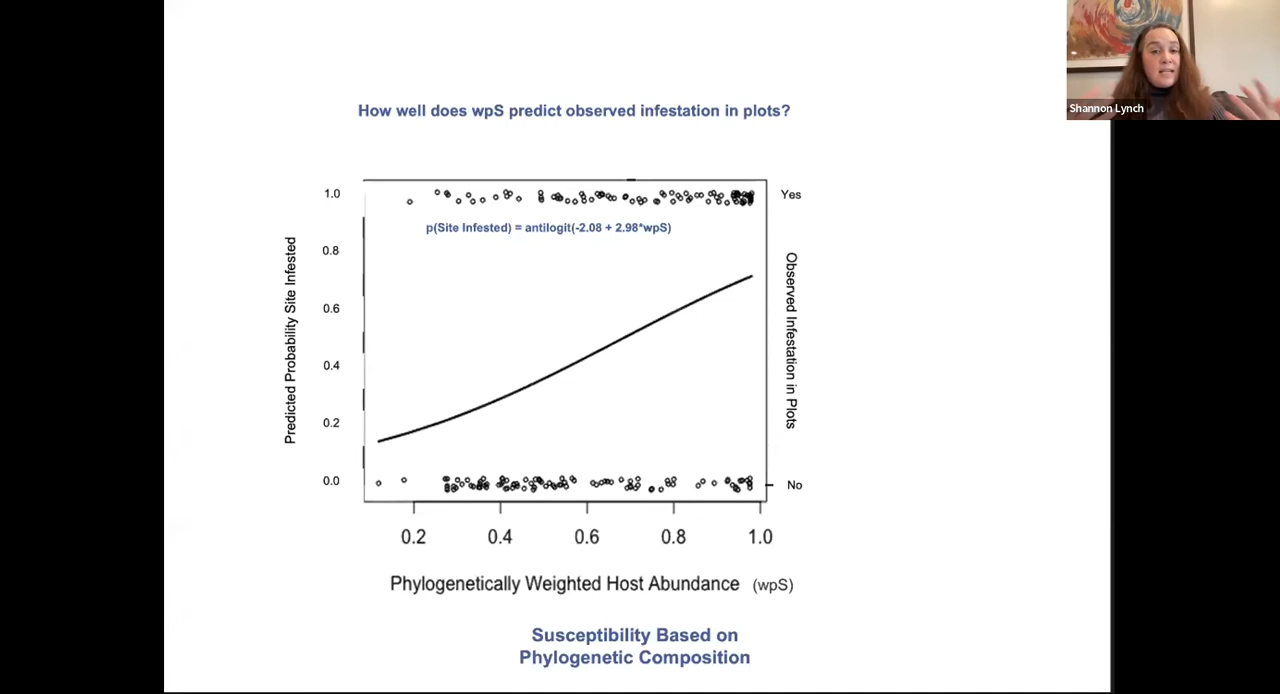 Shannon Lynch
How well does wpS predict observed infestation in plots?
1.0
0.8
0.6
0.4
0.2
0.0
Predicted Probability Site Infested
p(Site Infested) = antilogit(-2.08 + 2.98*wpS)
Yes
No
Observed Infestation in Plots
0.2 0.4 0.6 0.8 1.0
Phylogenetically Weighted Host Abundance (wpS)
Susceptibility Based on
Phylogenetic Composition